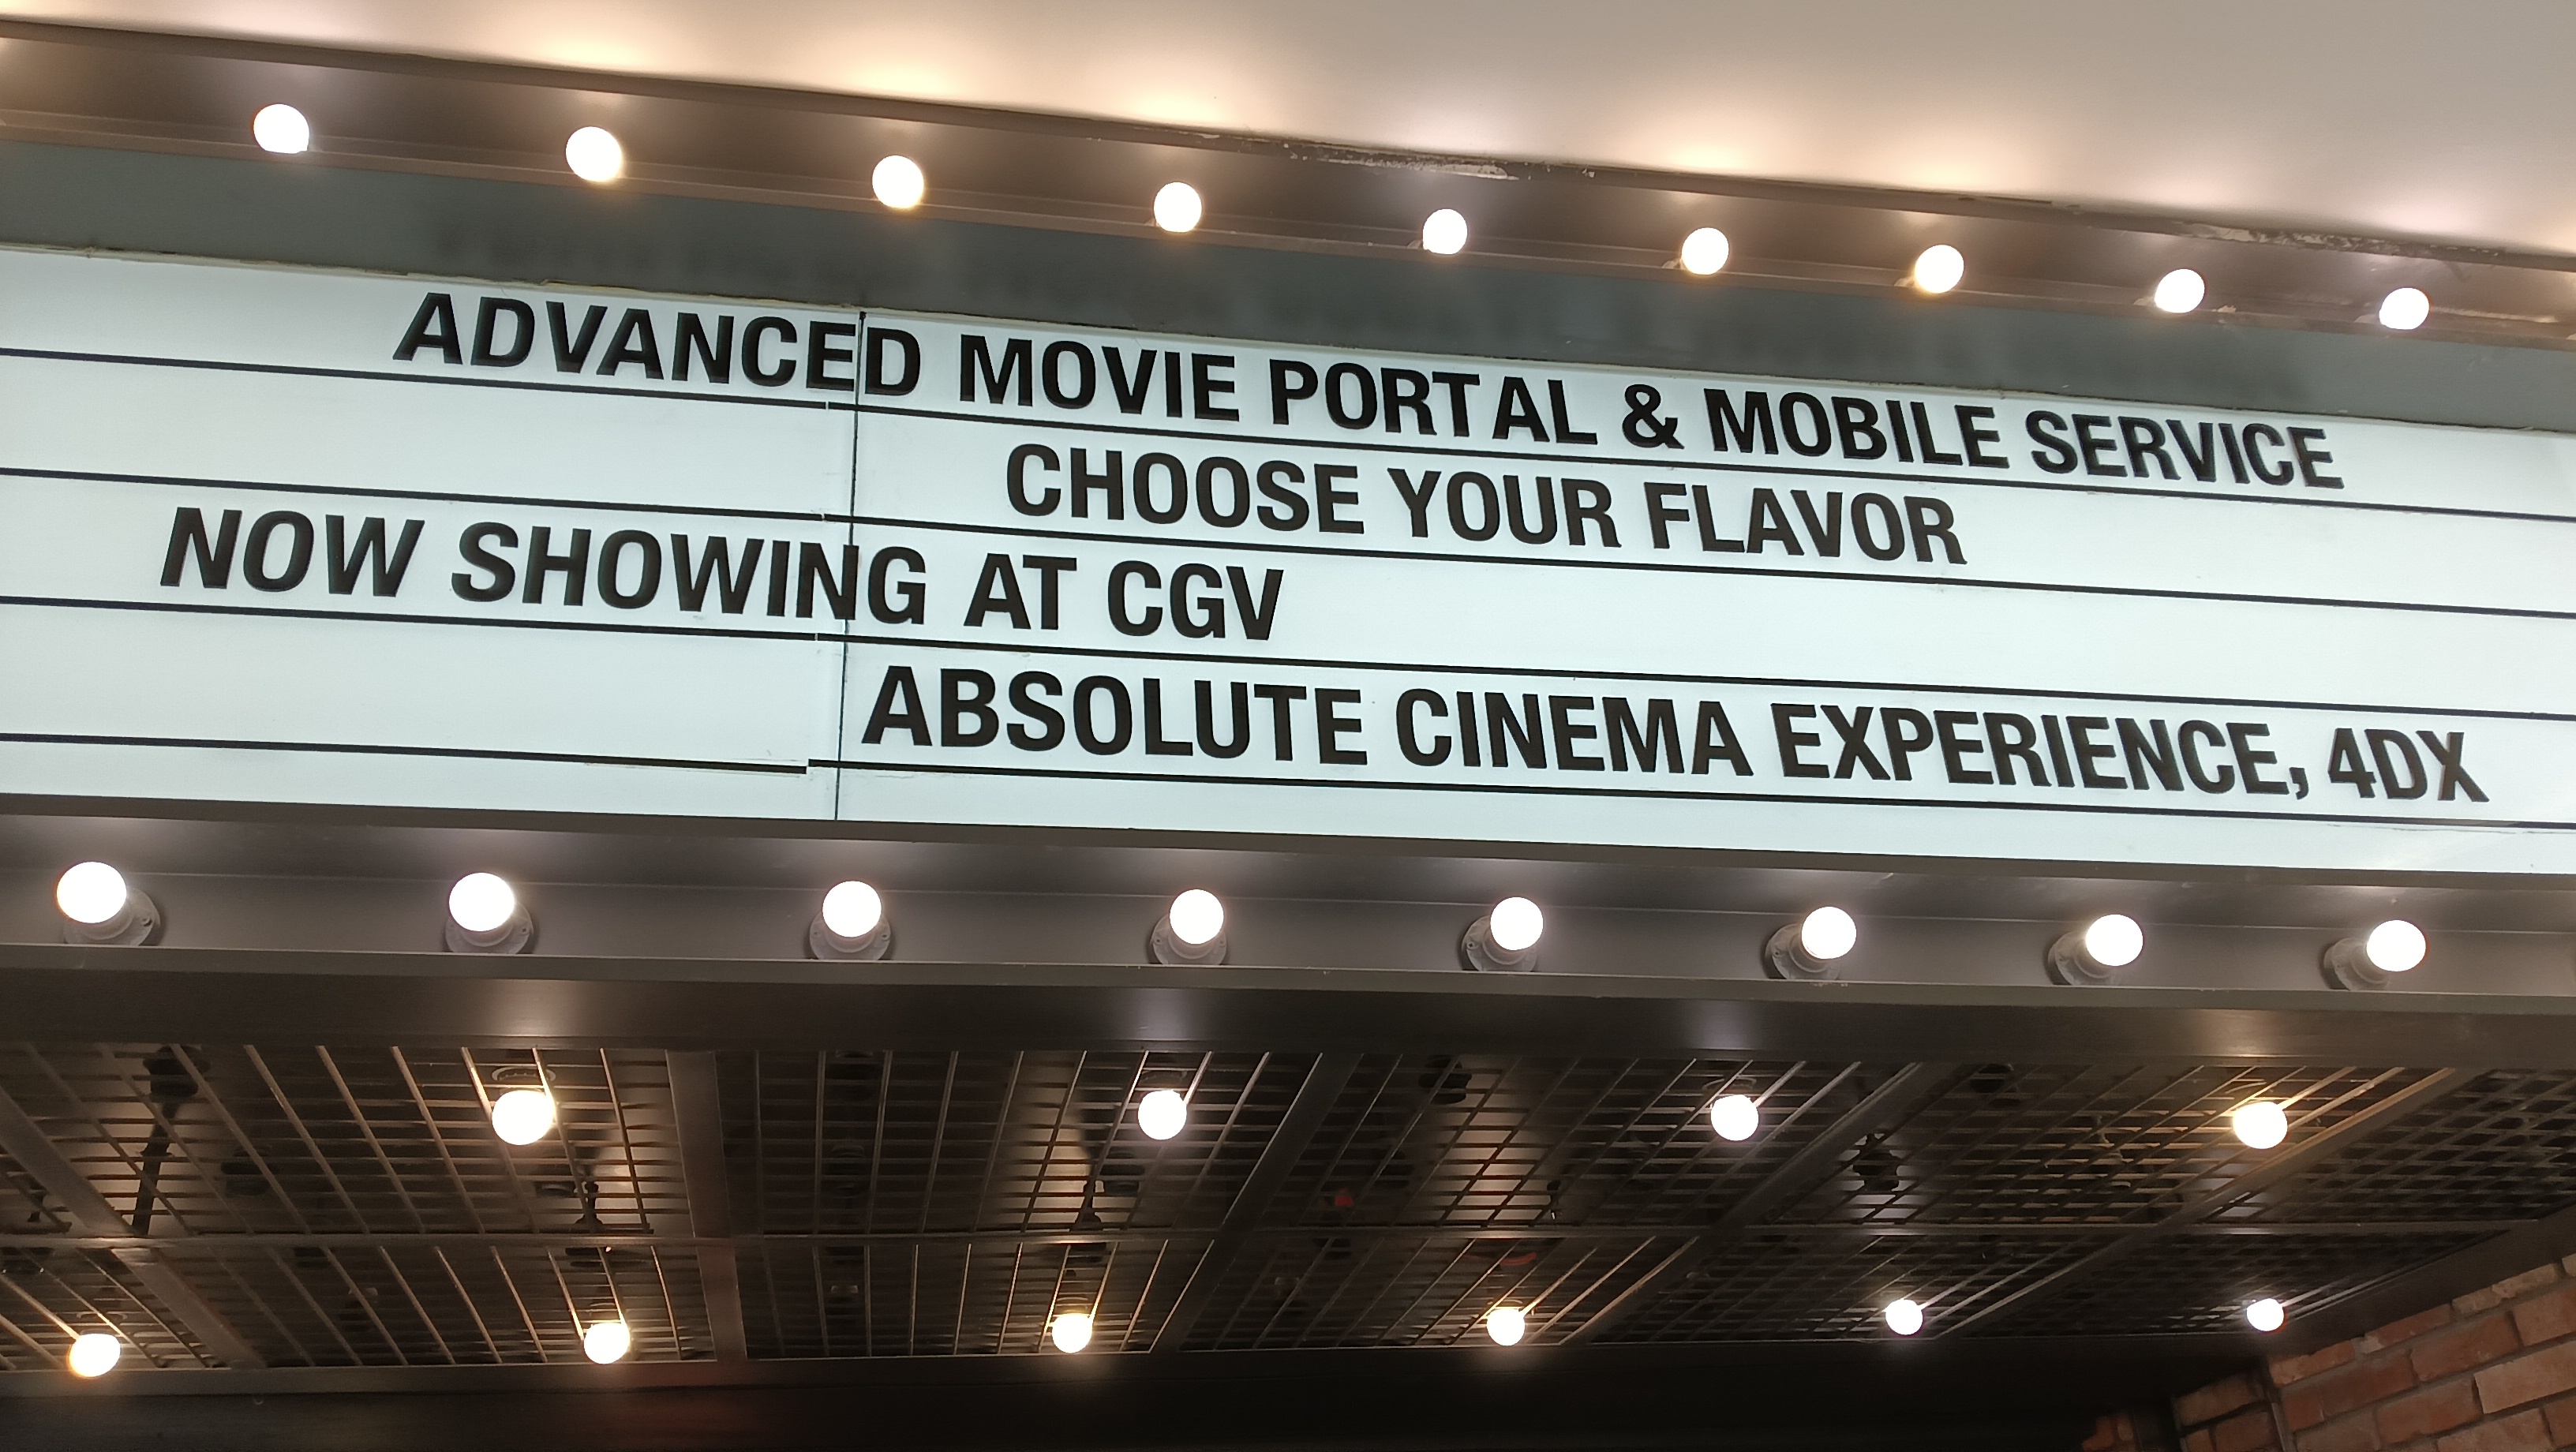 ADVANCED MOVIE PORTAL & MOBILE SERVICE
CHOOSE YOUR FLAVOR
NOW SHOWING AT CGV
ABSOLUTE CINEMA EXPERIENCE, 4DX